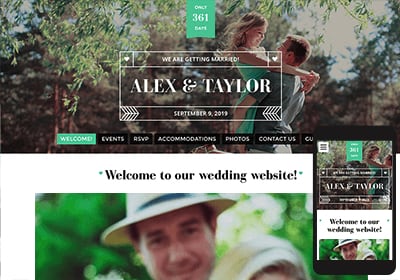 ONLY
361
DAYS
WE ARE GETTING MARRIED!
ALEX & TAYLOR
SEPTEMBER 9, 2019
WELCOME! EVENTS RSVP ACCOMMODATIONS PHOTOS CONTACT US GU
Welcome to our wedding website!
ONLY
361
DAYS
WE ARE GETTING MARRIED!
ALEX & TAYLOR
SEPTEMBER 9, 2019
Welcome to our
wedding website!